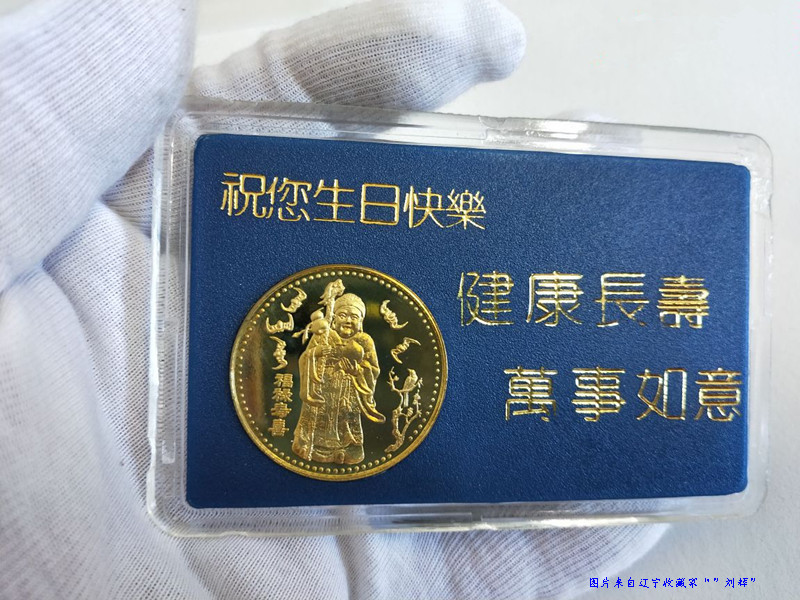 祝您生日快樂
健康長壽
萬事如意
福祿壽喜
图片来自辽宁收藏家“”刘辉”